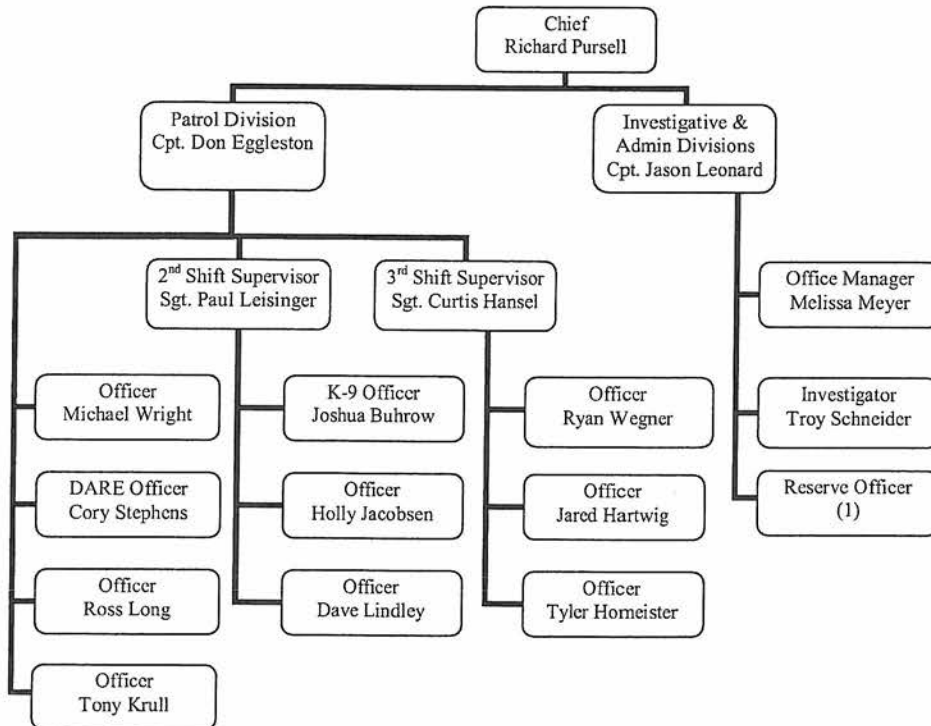 Chief
Richard Pursell
Patrol Division
Cpt. Don Eggleston
Investigative &
Admin Divisions
Cpt. Jason Leonard
2nd Shift Supervisor
Sgt. Paul Leisinger
3rd Shift Supervisor
Sgt. Curtis Hansel
Office Manager
Melissa Meyer
Officer
Michael Wright
K-9 Officer
Joshua Buhrow
Officer
Ryan Wegner
Investigator
Troy Schneider
DARE Officer
Cory Stephens
Officer
Holly Jacobsen
Officer
Jared Hartwig
Reserve Officer
(1)
Officer
Ross Long
Officer
Dave Lindley
Officer
Tyler Homeister
Officer
Tony Krull